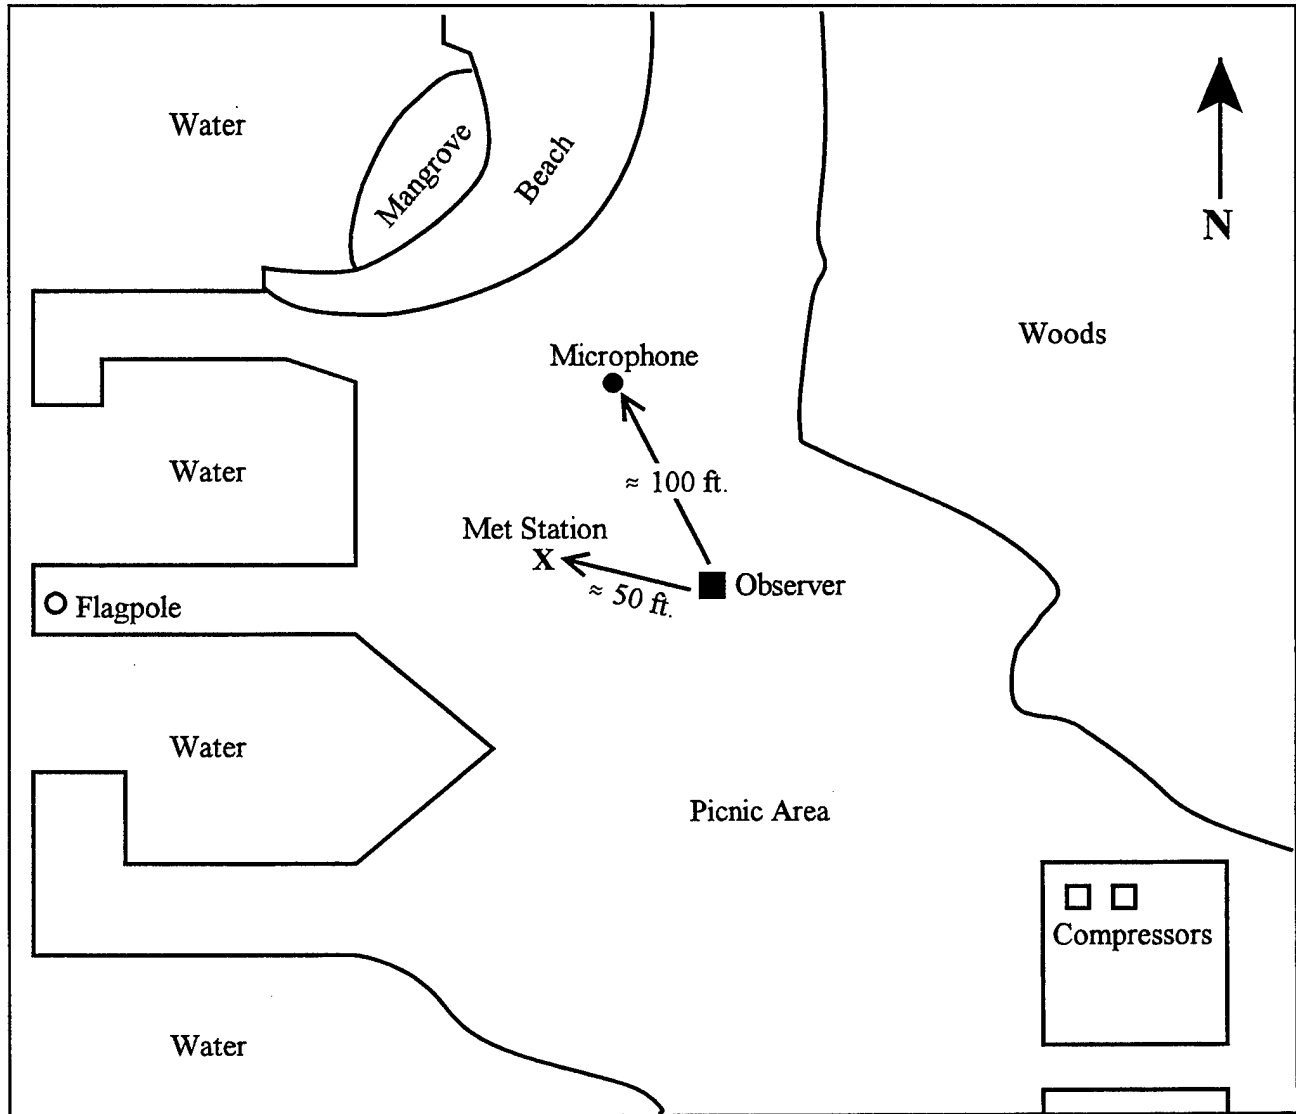 Water
Mangrove
Beach
N
Woods
Microphone
≈ 100 ft.
Water
Met Station
X
≈ 50 ft.
Observer
Flagpole
Water
Picnic Area
Compressors
Water